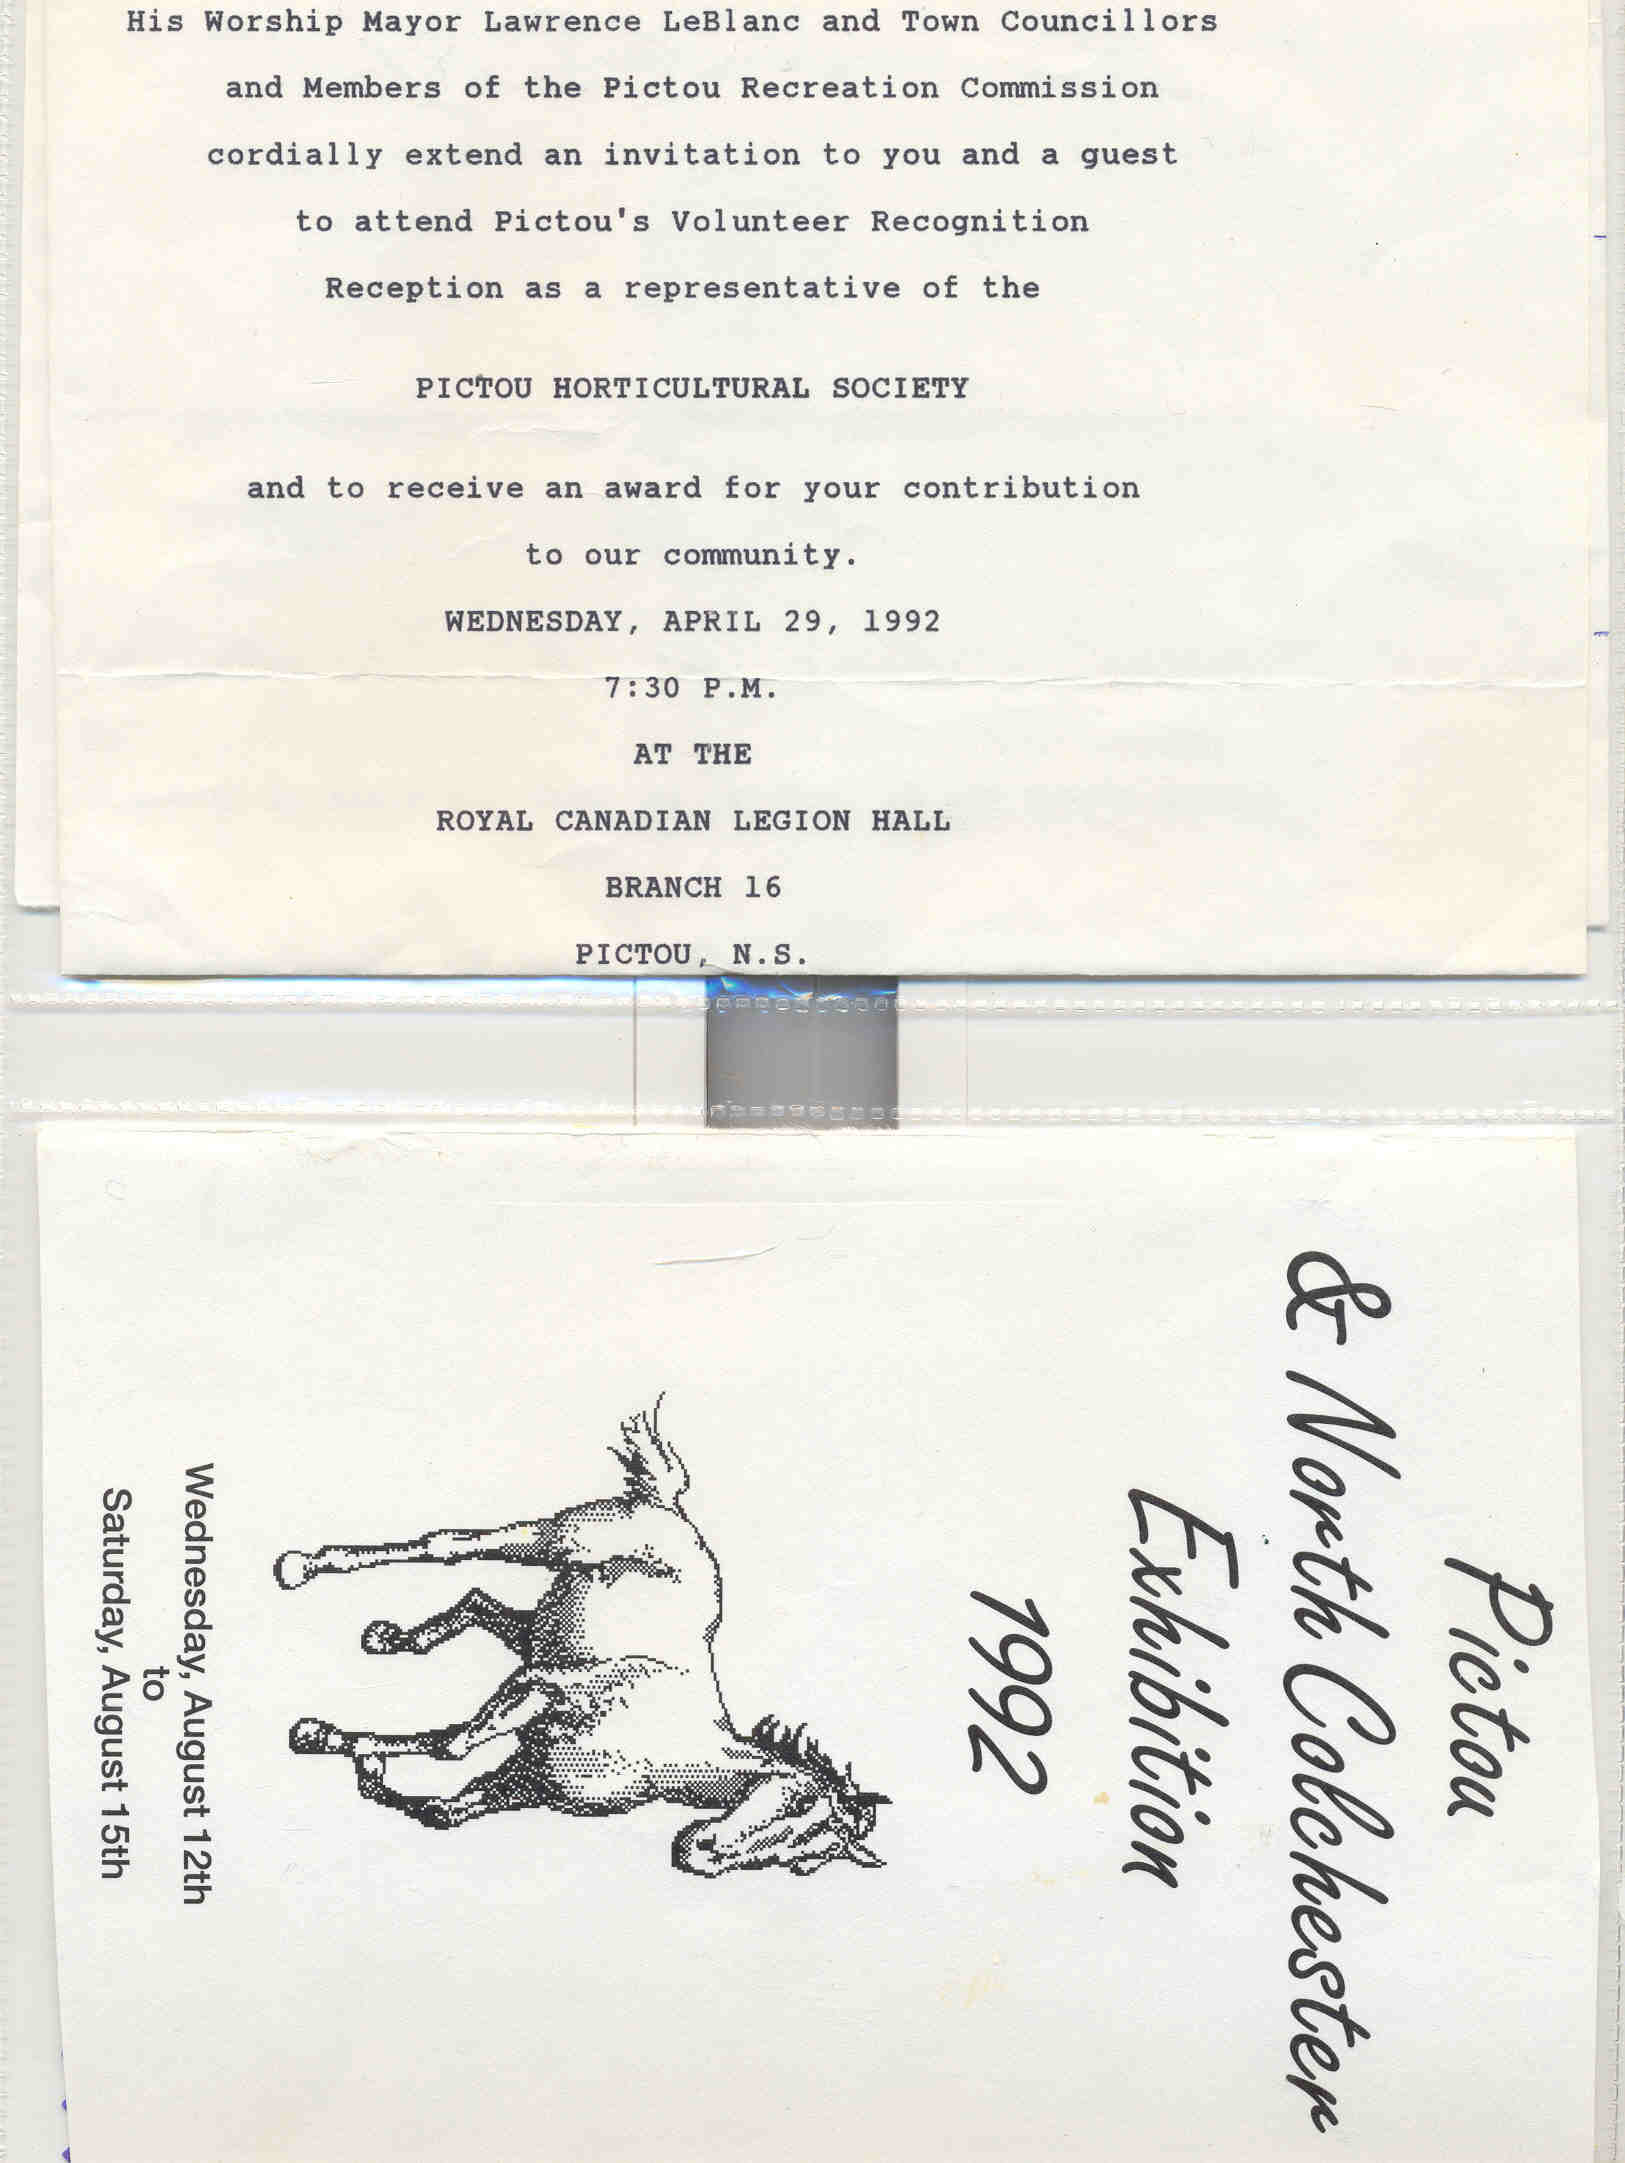 His Worship Mayor Lawrence LeBlanc and Town Councillors
and Members of the Pictou Recreation Commission
cordially extend an invitation to you and a guest
to attend Pictou's Volunteer Recognition
Reception as a representative of the
PICTOU HORTICULTURAL SOCIETY
and to receive an award for your contribution
to our community.
WEDNESDAY, APRIL 29, 1992
7:30 P.M.
AT THE
ROYAL CANADIAN LEGION HALL
BRANCH 16
PICTOU, N.S.
Pictou
& North Colchester
Exhibition
1992
Wednesday, August 12th
to
Saturday, August 15th